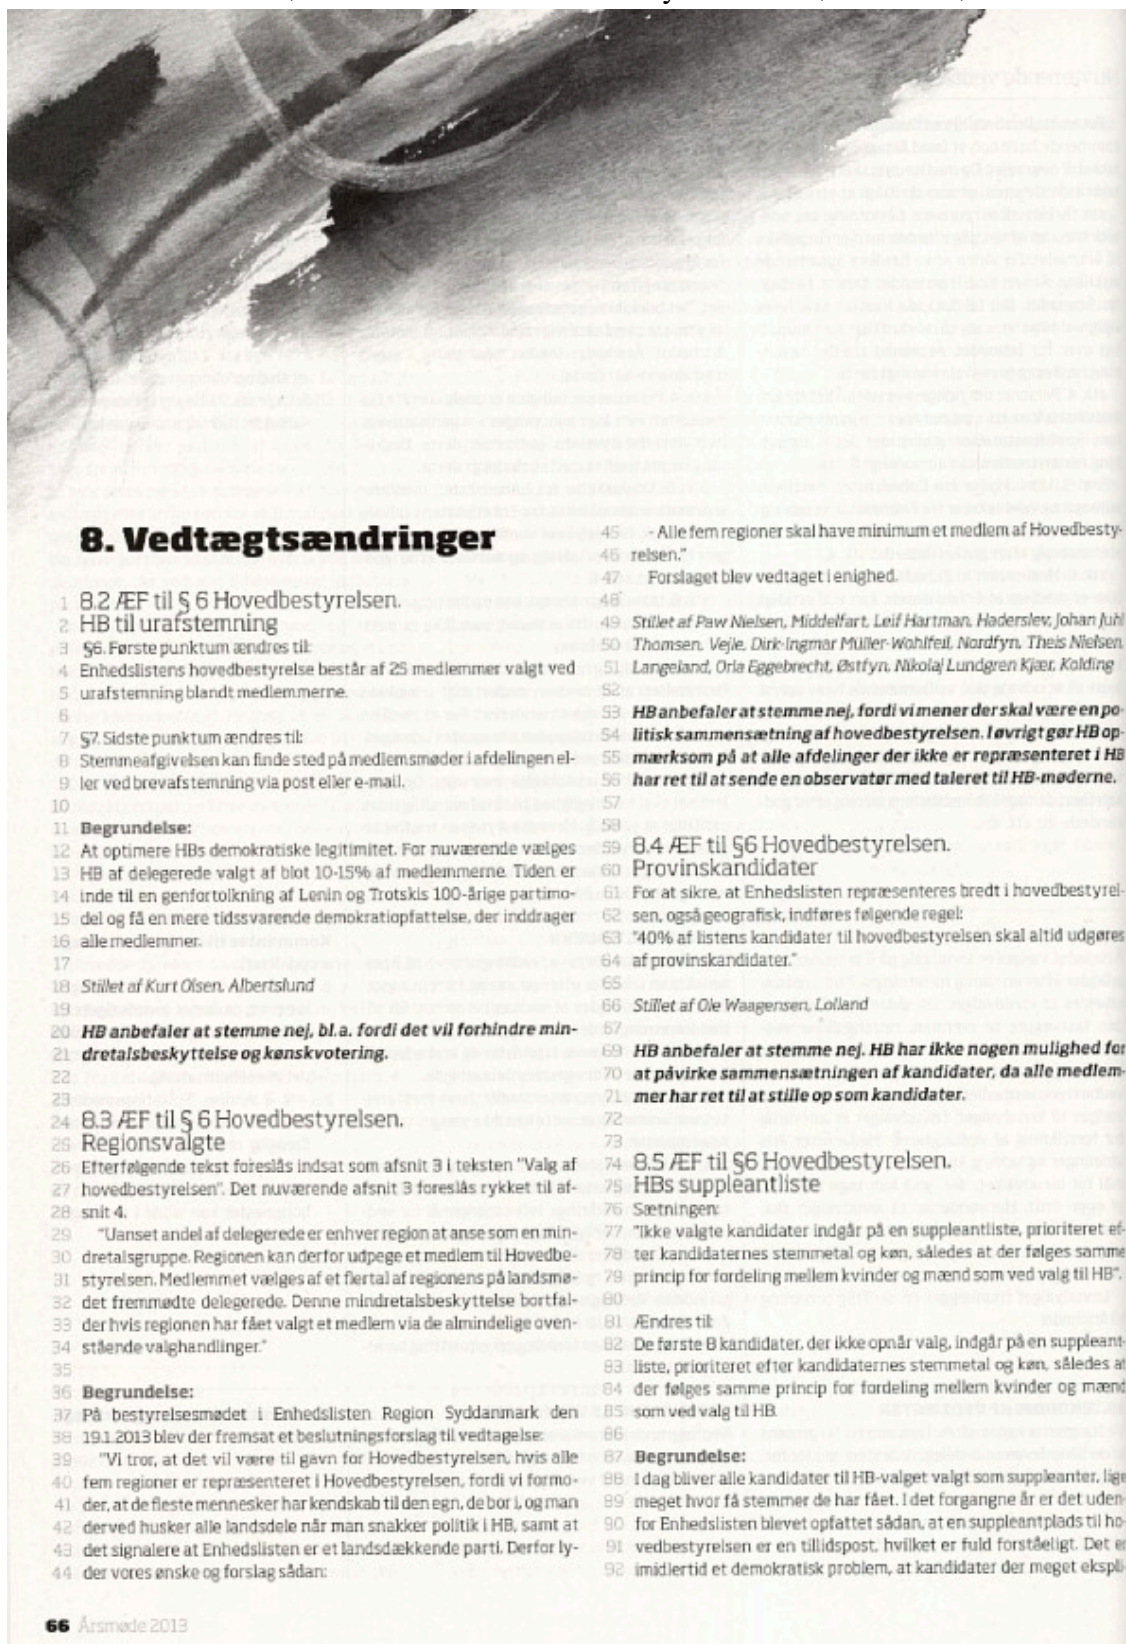 8. Vedtægtsændringer
1 8.2 ÆF til § 6 Hovedbestyrelsen.
2 HB til urafstemning
3 §6. Første punktum ændres til:
4 Enhedslistens hovedbestyrelse består af 25 medlemmer valgt ved
5 urafstemning blandt medlemmerne.
6
7 §7. Sidste punktum ændres til:
8 Stemmeafgivelsen kan finde sted på medlemsmøder i afdelingen el-
9 ler ved brevafstemning via post eller e-mail.
10
11 Begrundelse:
12 At optimere HBs demokratiske legitimitet. For nuværende vælges
13 HB af delegerede valgt af blot 10-15% af medlemmerne. Tiden er
14 inde til en genfortolkning af Lenin og Trotskis 100-årige partimo-
15 del og få en mere tidssvarende demokratiopfattelse, der inddrager
16 alle medlemmer.
17
18 Stillet af Kurt Olsen, Albertslund
19
20 HB anbefaler at stemme nej, bl.a. fordi det vil forhindre min-
21 dretalsbeskyttelse og kønskvotering.
22
23
24 8.3 ÆF til § 6 Hovedbestyrelsen.
25 Regionsvalgte
26 Efterfølgende tekst foreslås indsat som afsnit 3 i teksten "Valg af
27 hovedbestyrelsen". Det nuværende afsnit 3 foreslås rykket til af-
28 snit 4.
29 "Uanset andel af delegerede er enhver region at anse som en min-
30 dretalsgruppe. Regionen kan derfor udpege et medlem til Hovedbe-
31 styrelsen. Medlemmet vælges af et flertal af regionens på landsmø-
32 det fremmødte delegerede. Denne mindretalsbeskyttelse bortfal-
33 der hvis regionen har fået valgt et medlem via de almindelige oven-
34 stående valghandlinger."
35
36 Begrundelse:
37 På bestyrelsesmødet i Enhedslisten Region Syddanmark den
38 19.1.2013 blev der fremsat et beslutningsforslag til vedtagelse:
39 "Vi tror, at det vil være til gavn for Hovedbestyrelsen, hvis alle
40 fem regioner er repræsenteret i Hovedbestyrelsen, fordi vi formo-
41 der, at de fleste mennesker har kendskab til den egn, de bor i, og man
42 derved husker alle landsdele når man snakker politik i HB, samt at
43 det signalere at Enhedslisten er et landsdækkende parti. Derfor ly-
44 der vores ønske og forslag sådan:
45 - Alle fem regioner skal have minimum et medlem af Hovedbesty-
46 relsen."
47 Forslaget blev vedtaget i enighed.
48
49 Stillet af Paw Nielsen, Middelfart, Leif Hartman, Haderslev, Johan Juhl
50 Thomsen, Vejle, Dirk-Ingmar Müller-Wohlfeil, Nordfyn, Theis Nielsen,
51 Langeland, Orla Eggebrecht, Østfyn, Nikolaj Lundgren Kjær, Kolding
52
53 HB anbefaler at stemme nej, fordi vi mener der skal være en po-
54 litisk sammensætning af hovedbestyrelsen. I øvrigt gør HB op-
55 mærksom på at alle afdelinger der ikke er repræsenteret i HB
56 har ret til at sende en observatør med taleret til HB-møderne.
57
58
59 8.4 ÆF til §6 Hovedbestyrelsen.
60 Provinskandidater
61 For at sikre, at Enhedslisten repræsenteres bredt i hovedbestyrel-
62 sen, også geografisk, indføres følgende regel:
63 "40% af listens kandidater til hovedbestyrelsen skal altid udgøres
64 af provinskandidater."
65
66 Stillet af Ole Waagensen, Lolland
67
69 HB anbefaler at stemme nej. HB har ikke nogen mulighed for
70 at påvirke sammensætningen af kandidater, da alle medlem-
71 mer har ret til at stille op som kandidater.
72
73
74 8.5 ÆF til §6 Hovedbestyrelsen.
75 HBs suppleantliste
76 Sætningen:
77 "Ikke valgte kandidater indgår på en suppleantliste, prioriteret ef-
78 ter kandidaternes stemmetal og køn, således at der følges samme
79 princip for fordeling mellem kvinder og mænd som ved valg til HB".
80
81 Ændres til:
82 De første 8 kandidater, der ikke opnår valg, indgår på en suppleant-
83 liste, prioriteret efter kandidaternes stemmetal og køn, således at
84 der følges samme princip for fordeling mellem kvinder og mænd
85 som ved valg til HB.
86
87 Begrundelse:
88 I dag bliver alle kandidater til HB-valget valgt som suppleanter, lige
89 meget hvor få stemmer de har fået. I det forgangne år er det uden-
90 for Enhedslisten blevet opfattet sådan, at en suppleantplads til ho-
91 vedbestyrelsen er en tillidspost, hvilket er fuld forståeligt. Det er
92 imidlertid et demokratisk problem, at kandidater der meget ekspli-
66 Årsmøde 2013